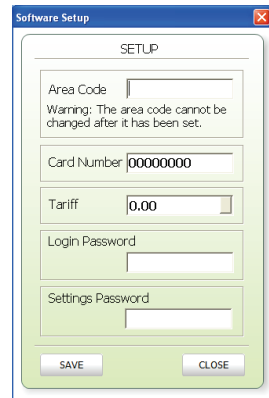 Software Setup
SETUP
Area Code
Warning: The area code cannot be
changed after it has been set.
Card Number 00000000
Tariff 0.00
Login Password
Settings Password
SAVE CLOSE